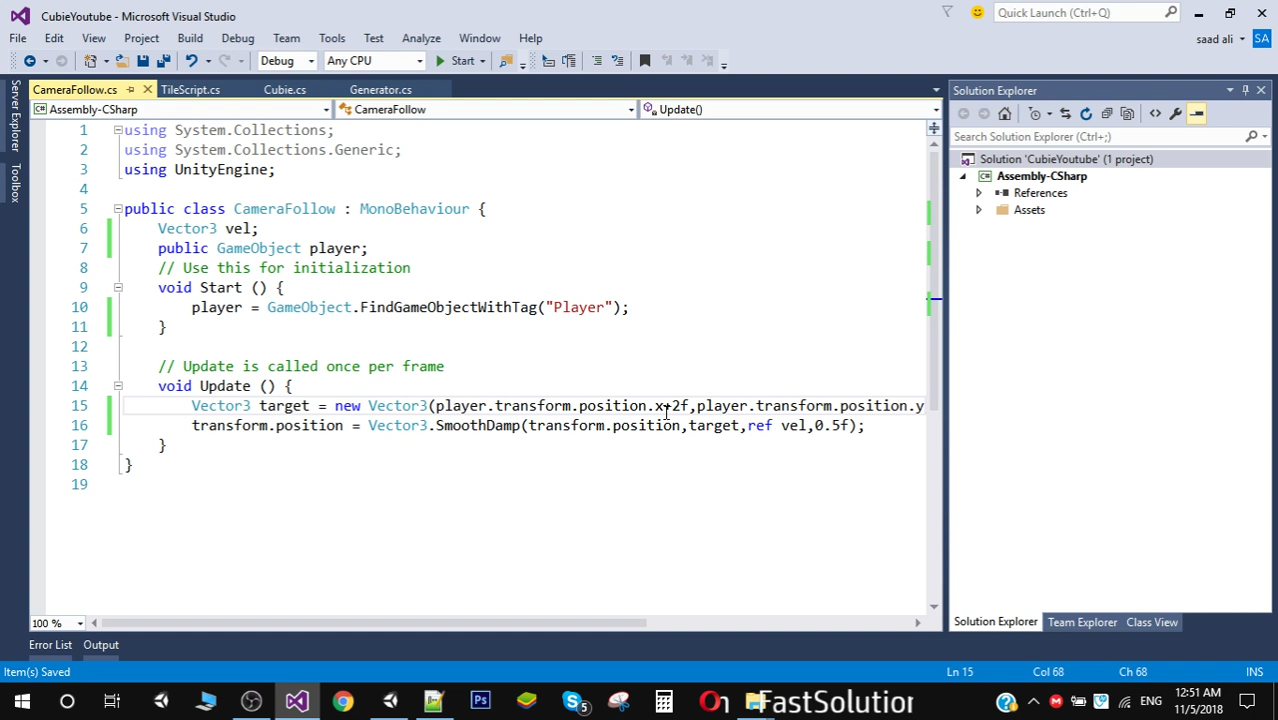 CubieYoutube - Microsoft Visual Studio
Quick Launch (Ctrl+Q)
File Edit View Project Build Debug Team Tools Test Analyze Window Help
saad ali SA
Debug Any CPU Start
Server Explorer
Toolbox
CameraFollow.cs TileScript.cs Cubie.cs Generator.cs
Assembly-CSharp CameraFollow Update()
1 using System.Collections;
2 using System.Collections.Generic;
3 using UnityEngine;
4
5 public class CameraFollow : MonoBehaviour {
6 Vector3 vel;
7 public GameObject player;
8 // Use this for initialization
9 void Start () {
10 player = GameObject.FindGameObjectWithTag("Player");
11 }
12
13 // Update is called once per frame
14 void Update () {
15 Vector3 target = new Vector3(player.transform.position.x+2f,player.transform.position.y
16 transform.position = Vector3.SmoothDamp(transform.position,target,ref vel,0.5f);
17 }
18 }
19
100 %
Solution Explorer
Search Solution Explorer (Ctrl+;)
Solution 'CubieYoutube' (1 project)
Assembly-CSharp
References
Assets
Solution Explorer Team Explorer Class View
Error List Output
Item(s) Saved Ln 15 Col 68 Ch 68 INS
FastSolution
ENG
12:51 AM
11/5/2018